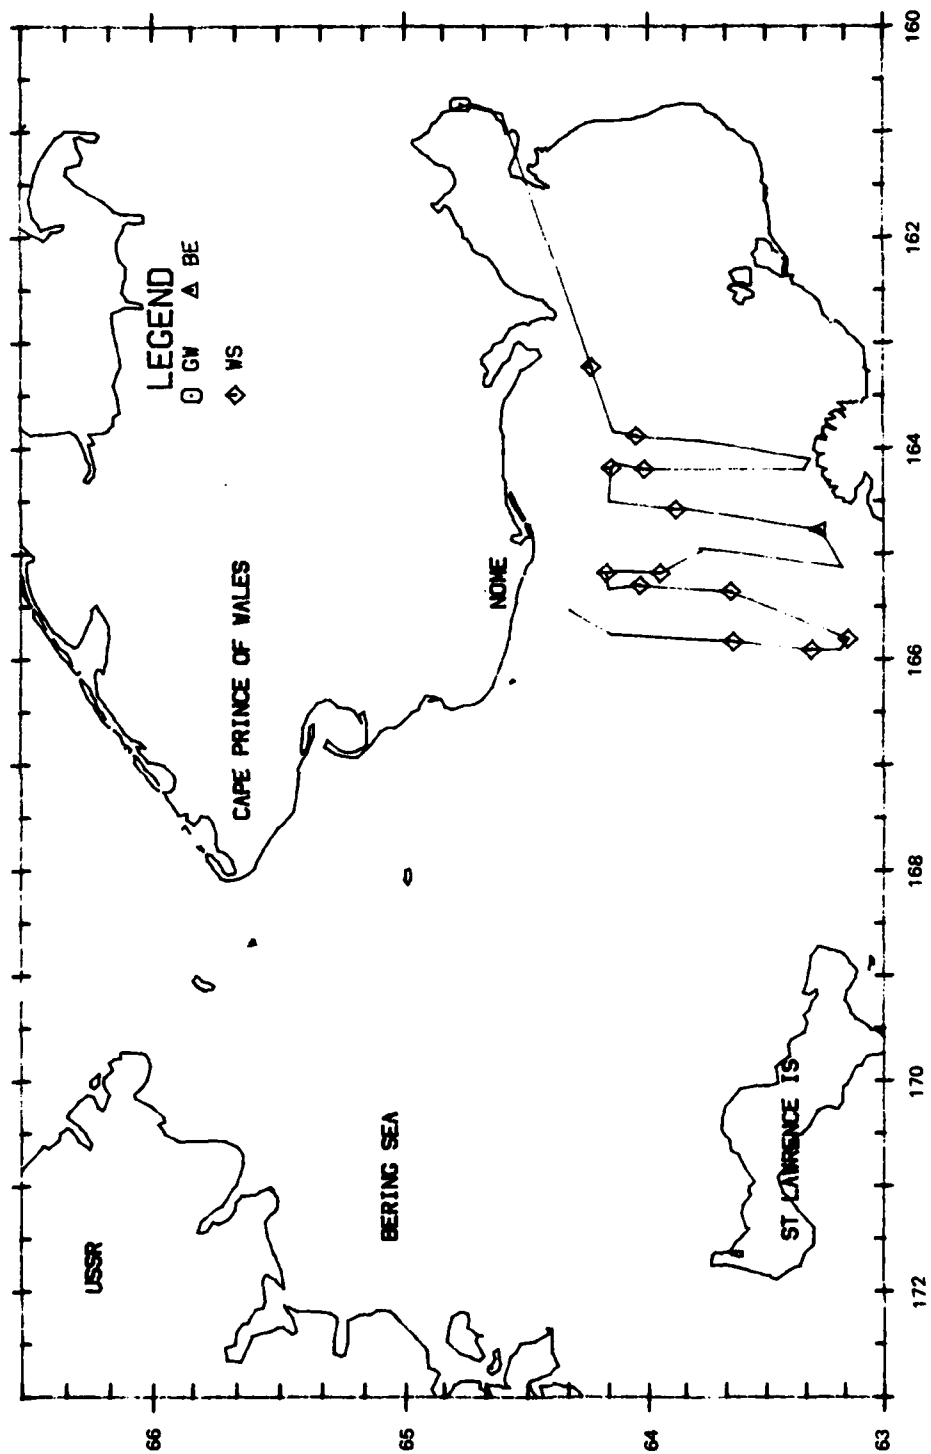 USSR
BERING SEA
CAPE PRINCE OF WALES
NOME
ST LAWRENCE IS
LEGEND
GW BE
WS
66
65
64
63
172
170
168
166
164
162
160